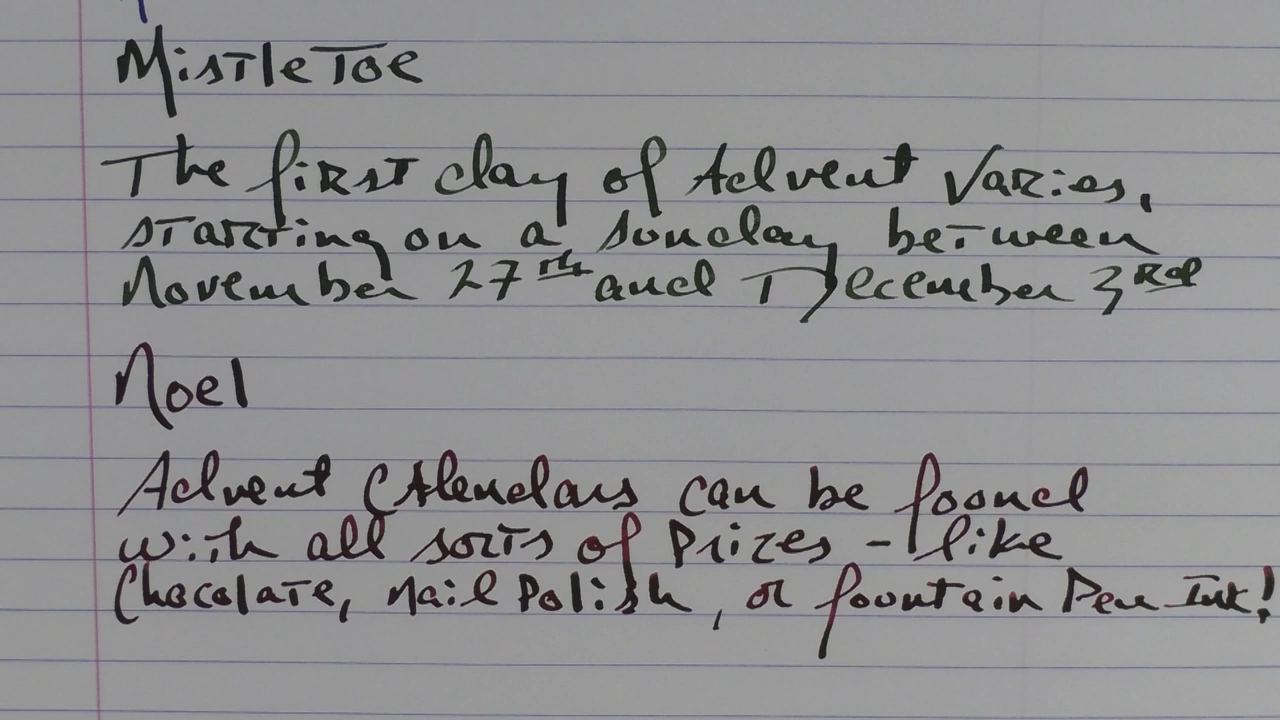 MistleToe
The first day of Advent Varies,
starting on a sunday between
November 27th and December 3rd
Noel
Advent Calendars can be found
with all sorts of Prizes - like
Chocolate, Nail Polish, or fountain Pen Ink!